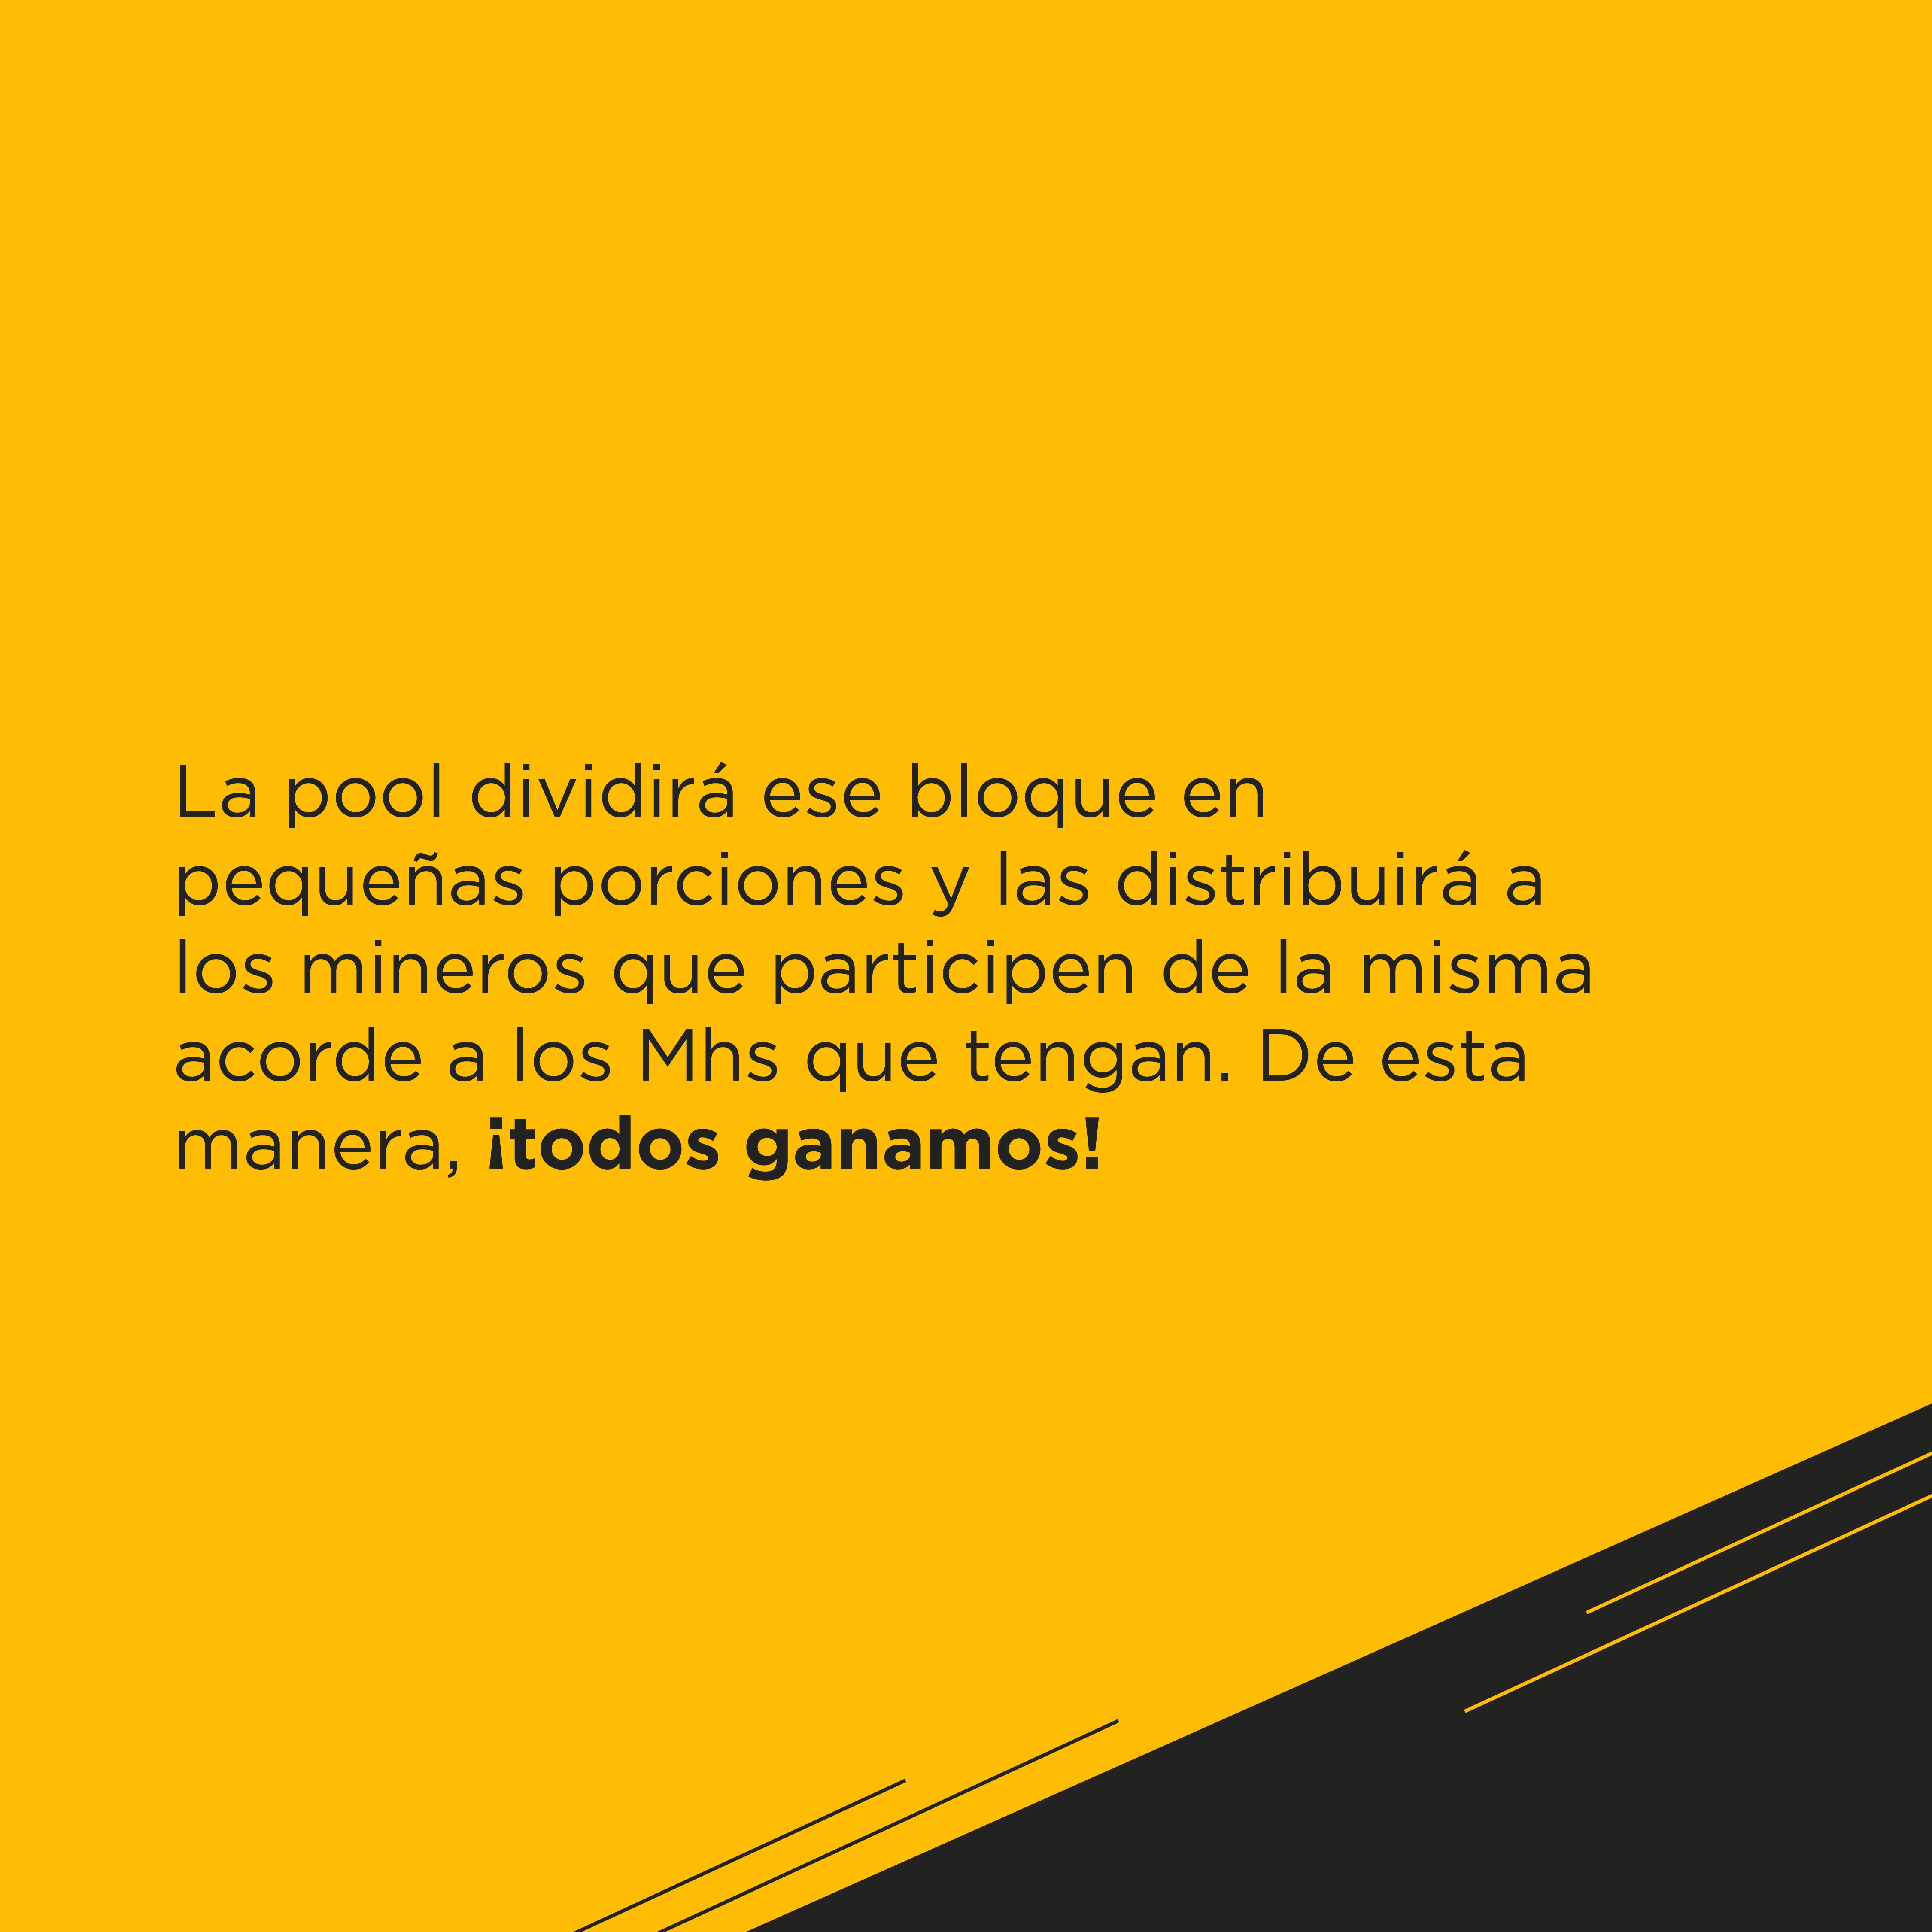 La pool dividirá ese bloque en
pequeñas porciones y las distribuirá a
los mineros que participen de la misma
acorde a los Mhs que tengan. De esta
manera, ¡todos ganamos!